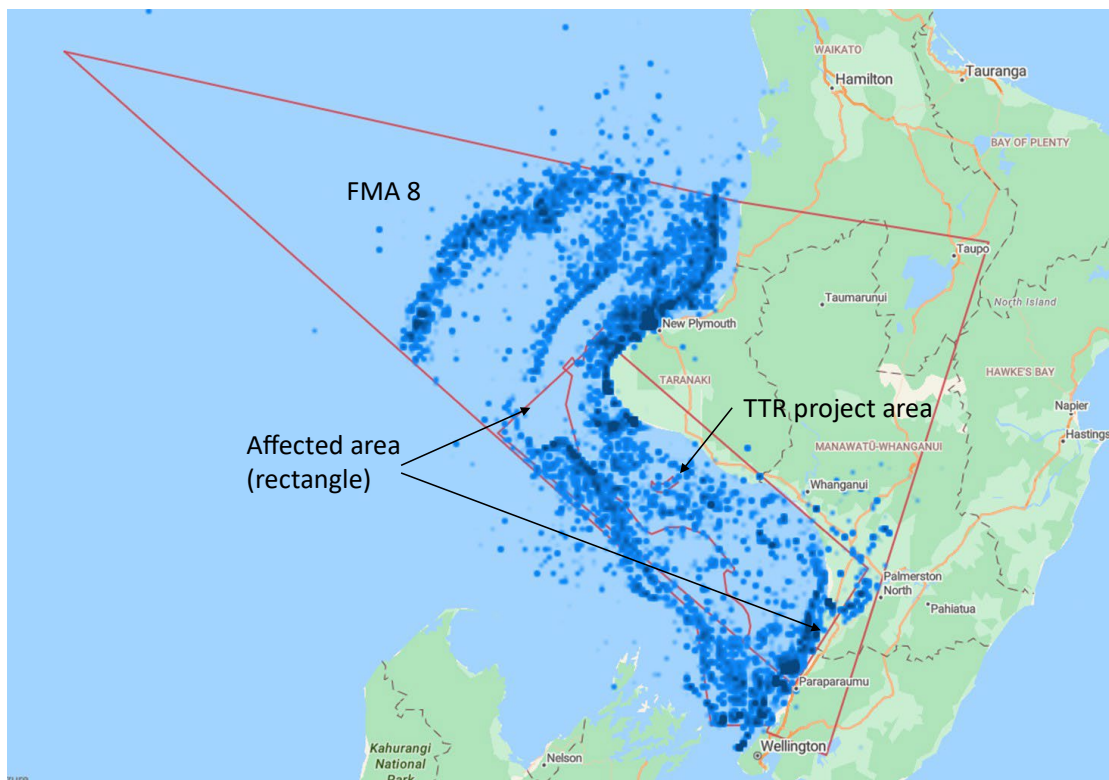 WAIKATO
Hamilton
Tauranga
BAY OF PLENTY
FMA 8
Taupo
Taumarunui
North Island
New Plymouth
HAWKE'S BAY
TARANAKI
TTR project area
Napier
Affected area
(rectangle)
Hastings
MANAWATŪ-WHANGANUI
Whanganui
Palmerston
North
Pahiatua
Paraparaumu
Wellington
Kahurangi
National
Park
Nelson